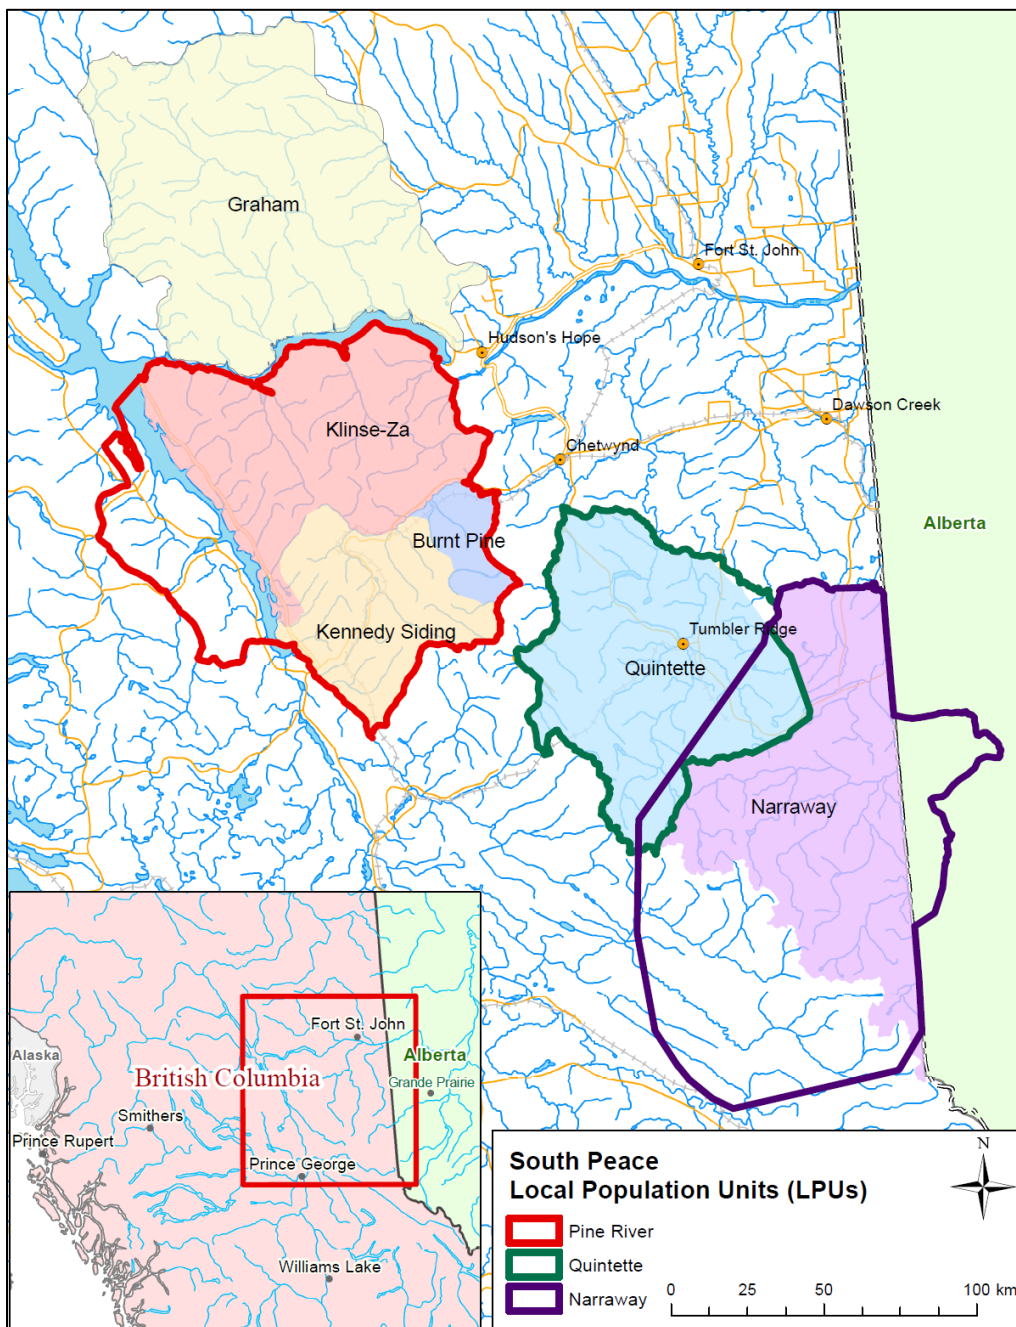 Graham
Fort St. John
Hudson's Hope
Klinse-Za
Dawson Creek
Chetwynd
Alberta
Burnt Pine
Kennedy Siding
Tumbler Ridge
Quintette
Narraway
Fort St. John
Alaska
Alberta
British Columbia
Grande Prairie
Smithers
Prince Rupert
Prince George
Williams Lake
South Peace
Local Population Units (LPUs)
N
Pine River
Quintette
Narraway
0 25 50 100 km